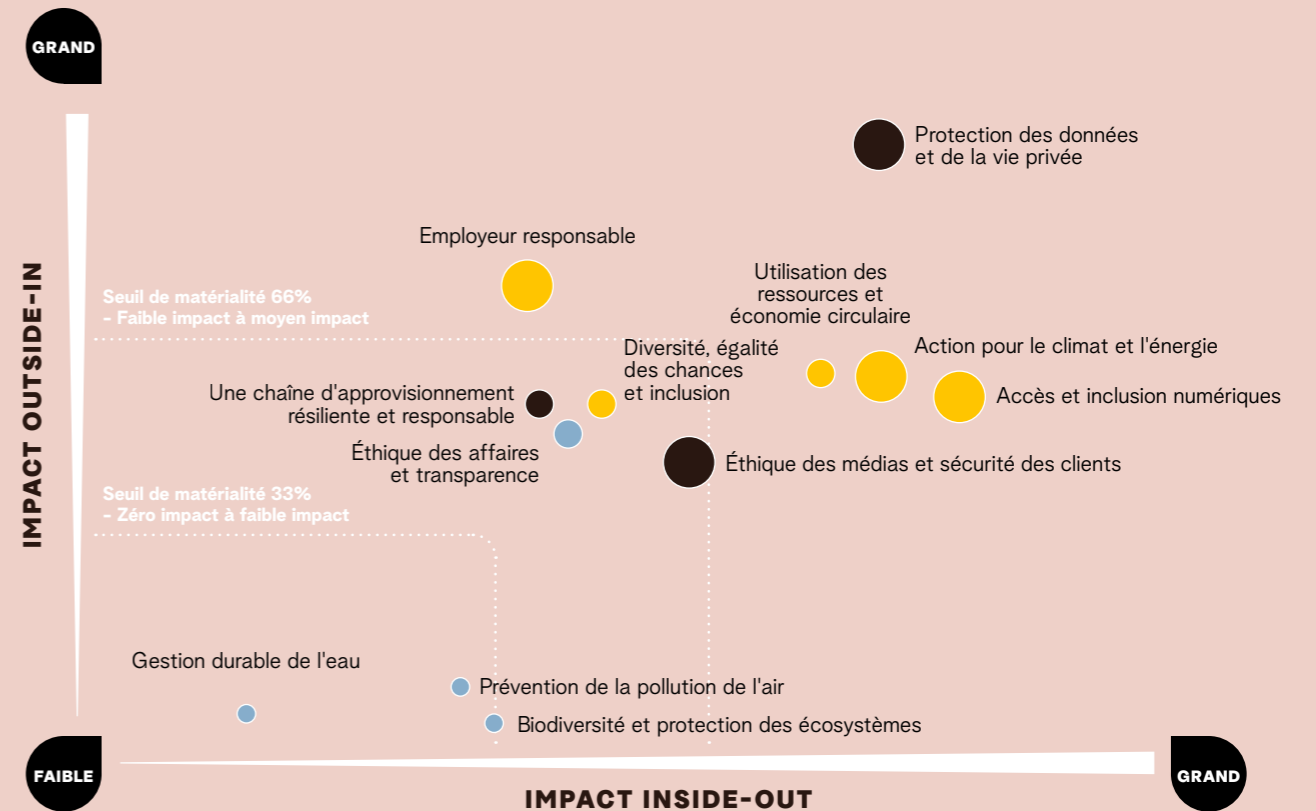 GRAND
Protection des données
et de la vie privée
Employeur responsable
Utilisation des
ressources et
économie circulaire
Seuil de matérialité 66%
- Faible impact à moyen impact
Diversité, égalité
des chances
et inclusion
Action pour le climat et l'énergie
Une chaîne d'approvisionnement
résiliente et responsable
Accès et inclusion numériques
Éthique des affaires
et transparence
Éthique des médias et sécurité des clients
Seuil de matérialité 33%
- Zéro impact à faible impact
IMPACT OUTSIDE-IN
Gestion durable de l'eau
Prévention de la pollution de l'air
Biodiversité et protection des écosystèmes
FAIBLE
GRAND
IMPACT INSIDE-OUT